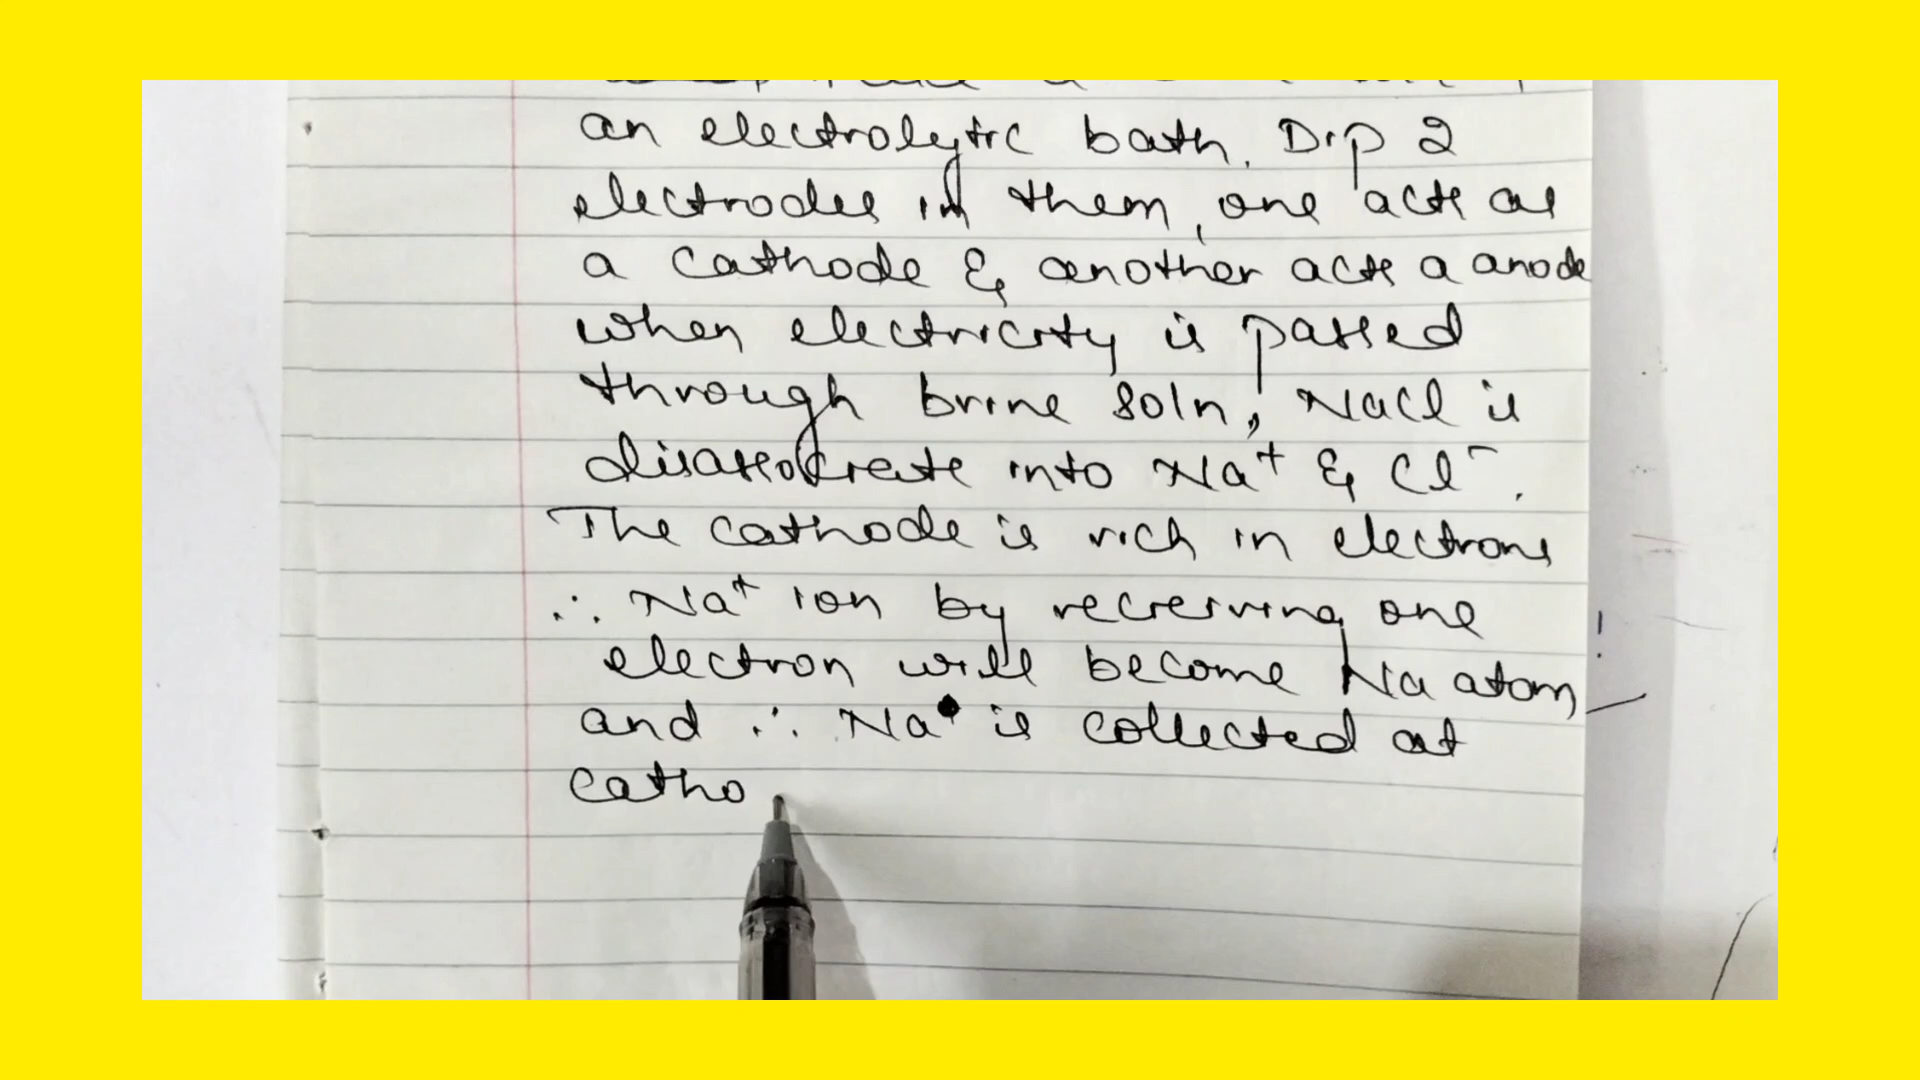 an electrolytic bath. Dip 2
electrodes in them, one acts as
a cathode & another acts a anode
when electricity is passed
through brine soln, NaCl is
disassociate into Na⁺ & Cl⁻.
The cathode is rich in electrons
∴ Na⁺ ion by recieving one
electron will become Na atom
and ∴ Na is collected at
catho